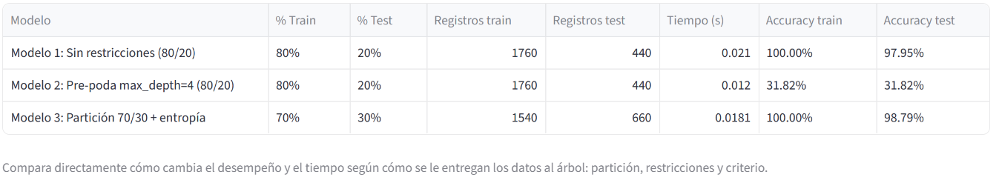 Modelo % Train % Test Registros train Registros test Tiempo (s) Accuracy train Accuracy test
Modelo 1: Sin restricciones (80/20) 80% 20% 1760 440 0.021 100.00% 97.95%
Modelo 2: Pre-poda max_depth=4 (80/20) 80% 20% 1760 440 0.012 31.82% 31.82%
Modelo 3: Partición 70/30 + entropía 70% 30% 1540 660 0.0181 100.00% 98.79%
Compara directamente cómo cambia el desempeño y el tiempo según cómo se le entregan los datos al árbol: partición, restricciones y criterio.